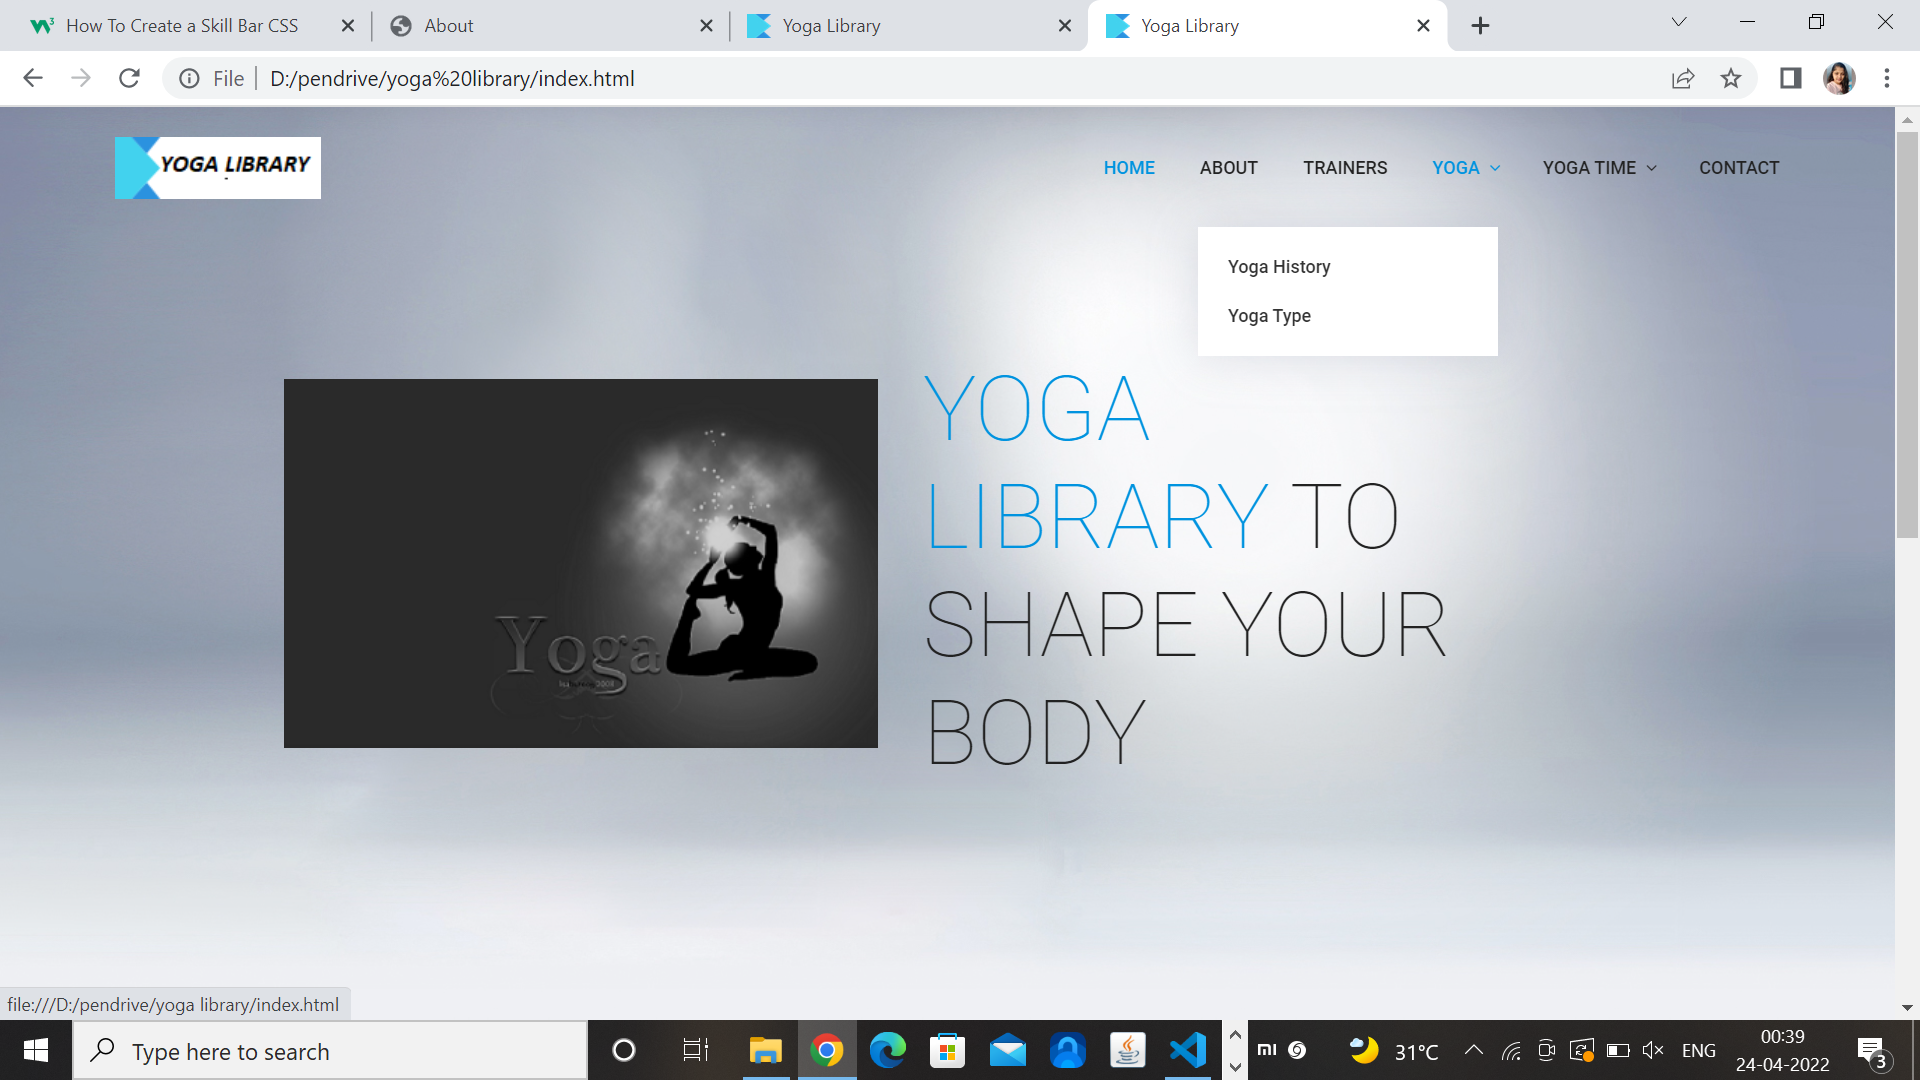 How To Create a Skill Bar CSS
About
Yoga Library
Yoga Library
File
D:/pendrive/yoga%20library/index.html
YOGA LIBRARY
HOME
ABOUT
TRAINERS
YOGA
YOGA TIME
CONTACT
Yoga History
Yoga Type
Yoga
YOGA
LIBRARY TO
SHAPE YOUR
BODY
file:///D:/pendrive/yoga library/index.html
Type here to search
31°C
ENG
00:39
24-04-2022
3